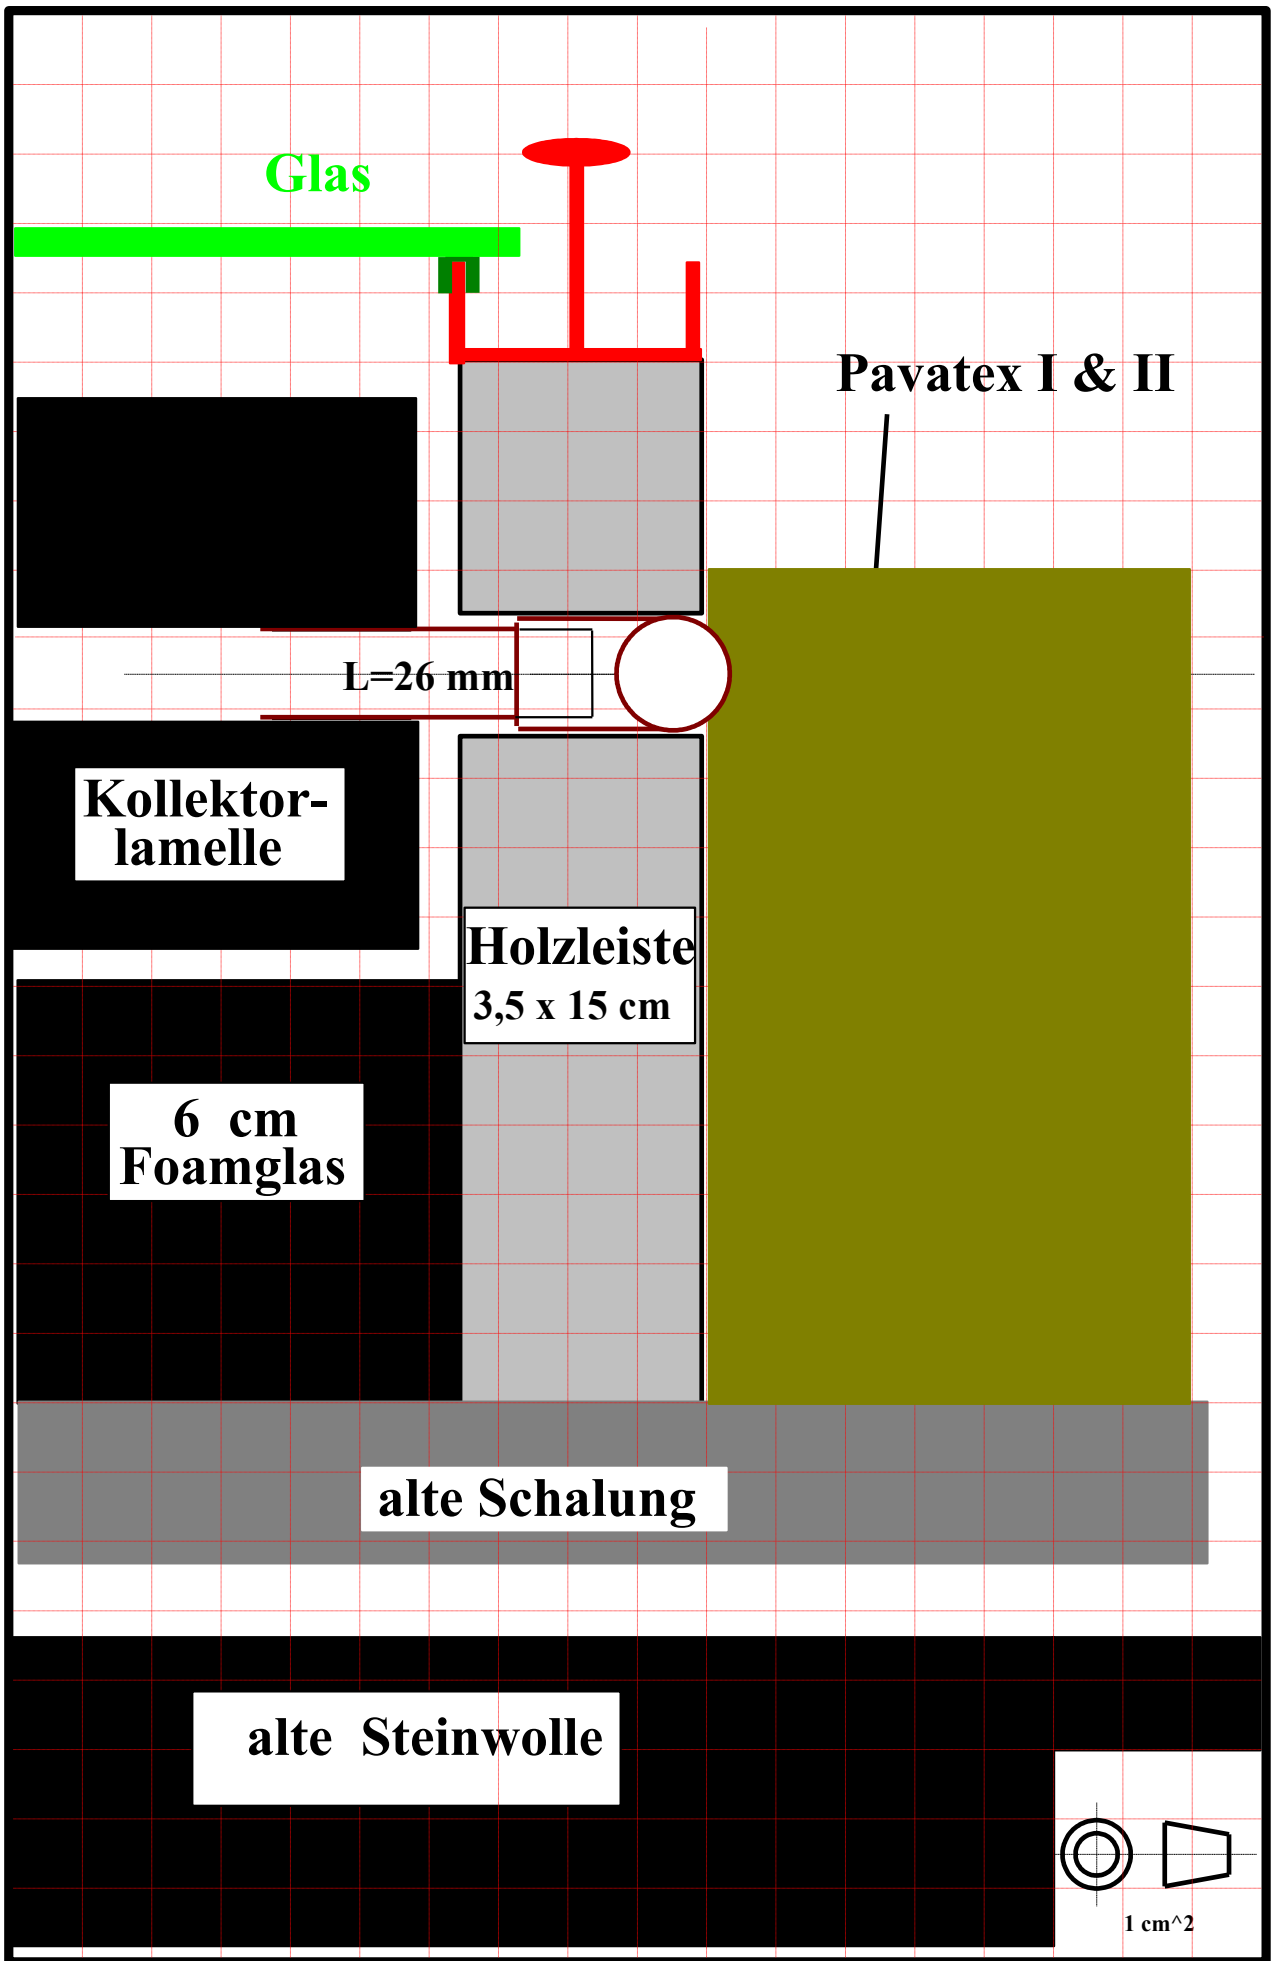 Glas
Pavatex I & II
L=26 mm
Kollektor-
lamelle
Holzleiste
3,5 x 15 cm
6 cm
Foamglas
alte Schalung
alte Steinwolle
1 cm^2